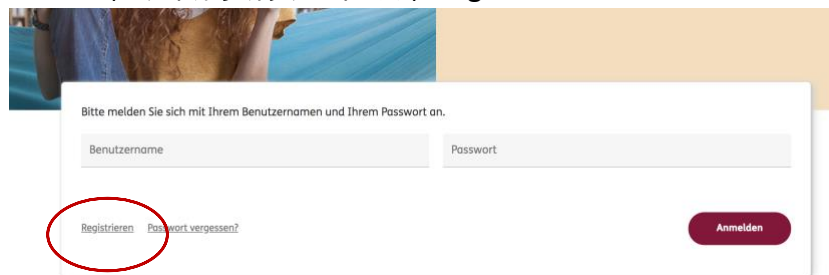 Bitte melden Sie sich mit Ihrem Benutzernamen und Ihrem Passwort an.
Benutzername
Passwort
Registrieren
Passwort vergessen?
Anmelden